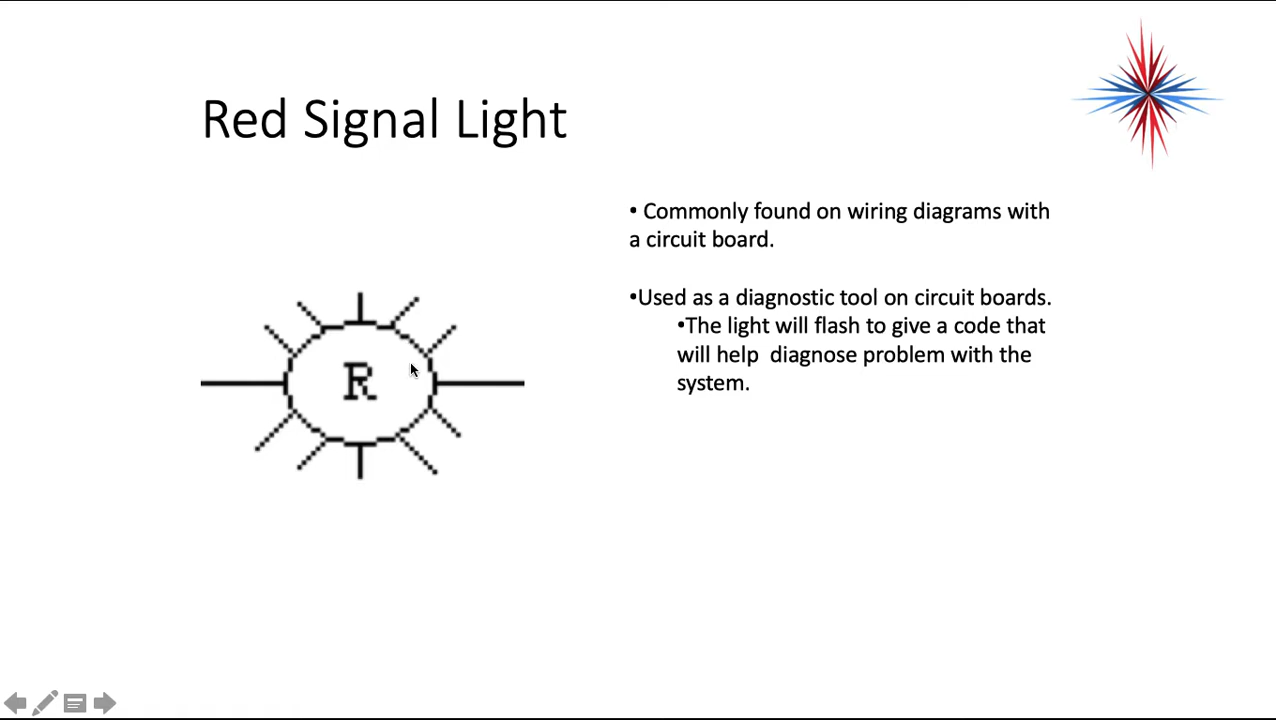 Red Signal Light
• Commonly found on wiring diagrams with
a circuit board.
•Used as a diagnostic tool on circuit boards.
•The light will flash to give a code that
will help  diagnose problem with the
system.
R